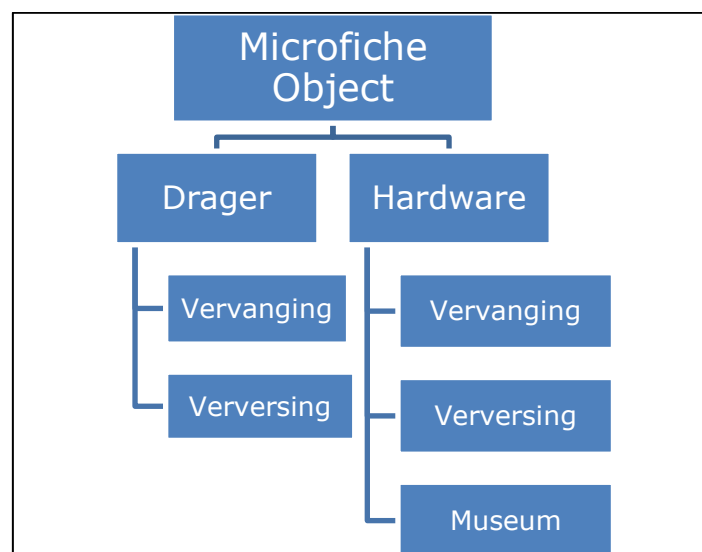 Microfiche
Object
Drager
Hardware
Vervanging
Verversing
Vervanging
Verversing
Museum